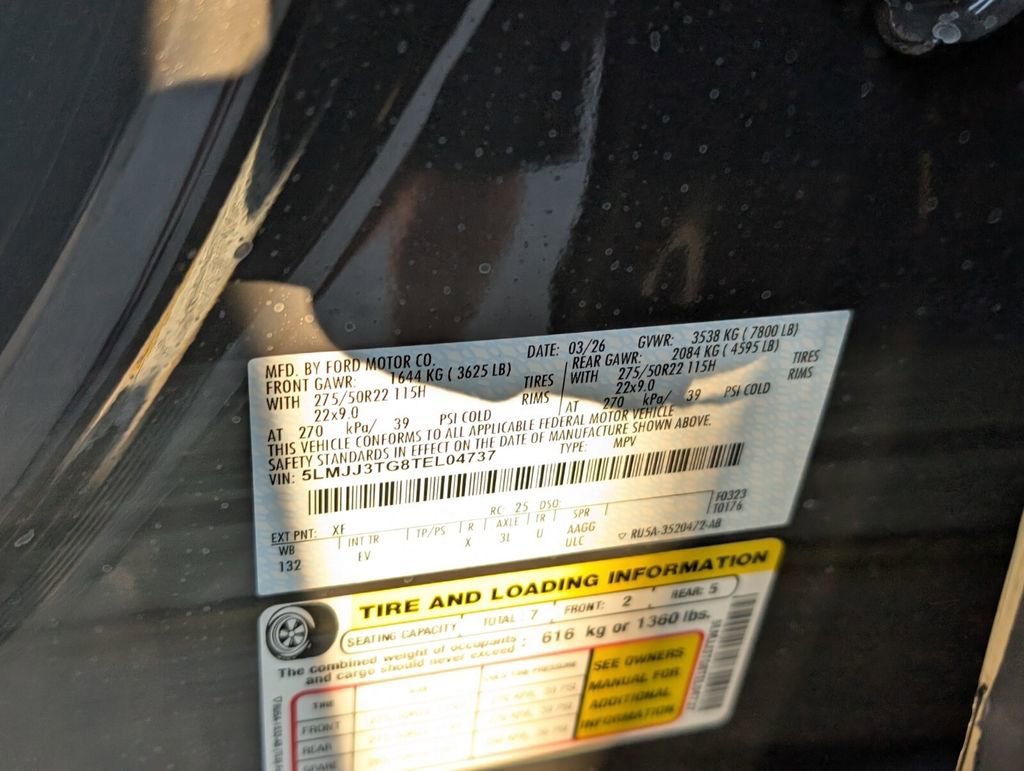 MFD. BY FORD MOTOR CO. DATE: 03/26 GVWR: 3538 KG ( 7800 LB)
FRONT GAWR: 1644 KG ( 3625 LB) REAR GAWR: 2084 KG ( 4595 LB)
WITH 275/50R22 115H TIRES WITH 275/50R22 115H TIRES
22x9.0 RIMS 22x9.0 RIMS
AT 270 kPa/ 39 PSI COLD AT 270 kPa/ 39 PSI COLD
THIS VEHICLE CONFORMS TO ALL APPLICABLE FEDERAL MOTOR VEHICLE
SAFETY STANDARDS IN EFFECT ON THE DATE OF MANUFACTURE SHOWN ABOVE.
VIN: 5LMJJ3TG8TEL04737 TYPE: MPV
EXT PNT: XF RC: 25 DSO: F0323
WB INT TR TP/PS R AXLE TR SPR T0176
132 EV X 3L U AAGG
ULC ▽ RU5A-3520472-AB
TIRE AND LOADING INFORMATION
SEATING CAPACITY TOTAL 7 FRONT: 2 REAR: 5
The combined weight of occupants and cargo should never exceed : 616 kg or 1360 lbs.
TIRE
FRONT
REAR
SPARE
SEE OWNERS
MANUAL FOR
ADDITIONAL
INFORMATION